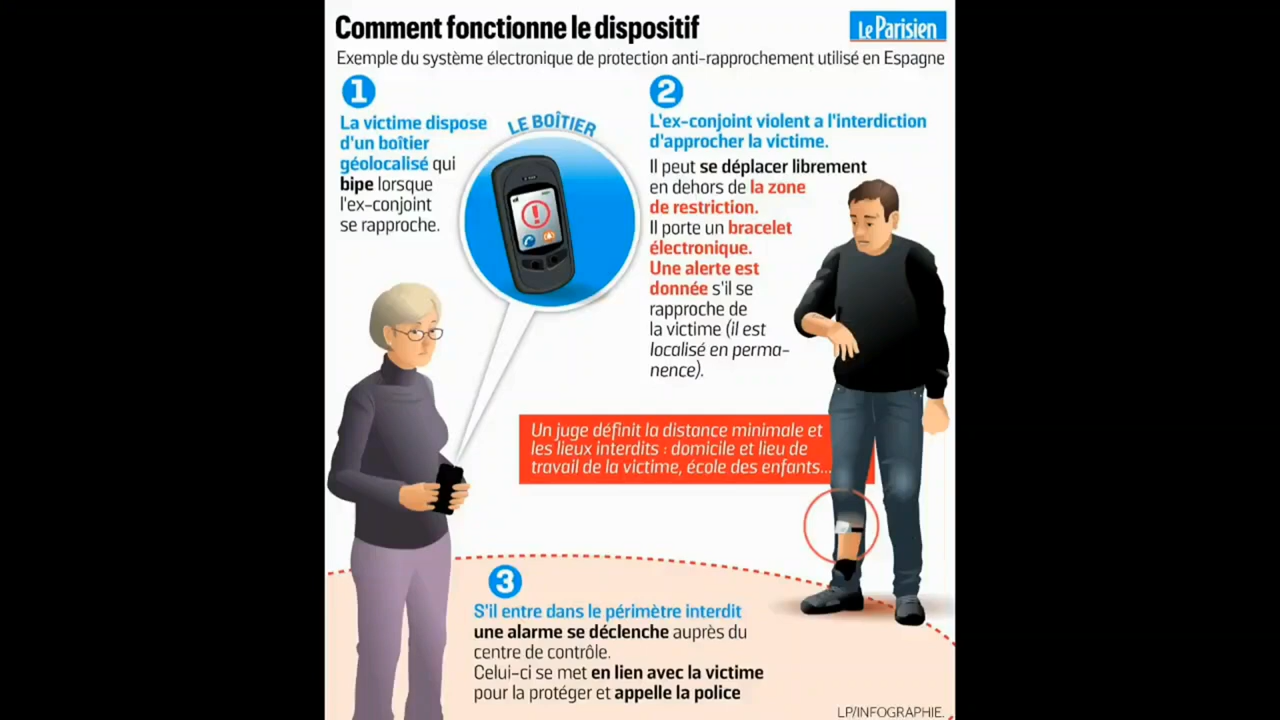 Comment fonctionne le dispositif
Le Parisien
Exemple du système électronique de protection anti-rapprochement utilisé en Espagne
1
La victime dispose
d'un boîtier
géolocalisé qui
bipe lorsque
l'ex-conjoint
se rapproche.
LE BOÎTIER
2
L'ex-conjoint violent a l'interdiction
d'approcher la victime.
Il peut se déplacer librement
en dehors de la zone
de restriction.
Il porte un bracelet
électronique.
Une alerte est
donnée s'il se
rapproche de
la victime (il est
localisé en perma-
nence).
Un juge définit la distance minimale et
les lieux interdits : domicile et lieu de
travail de la victime, école des enfants...
3
S'il entre dans le périmètre interdit
une alarme se déclenche auprès du
centre de contrôle.
Celui-ci se met en lien avec la victime
pour la protéger et appelle la police
LP/INFOGRAPHIE.